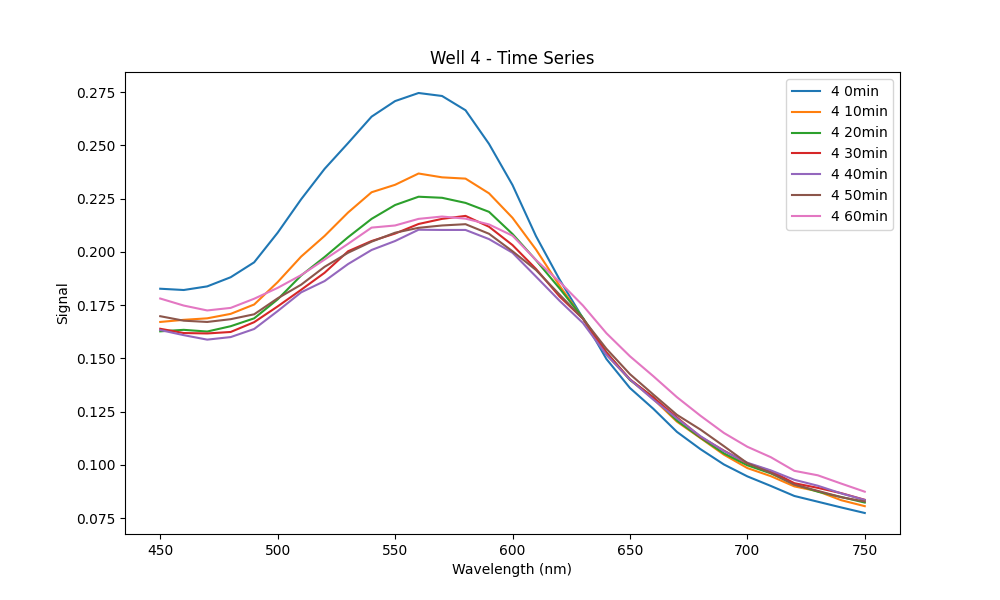 Well 4 - Time Series
4 0min
4 10min
4 20min
4 30min
4 40min
4 50min
4 60min
0.275
0.250
0.225
0.200
0.175
0.150
0.125
0.100
0.075
Signal
450 500 550 600 650 700 750
Wavelength (nm)